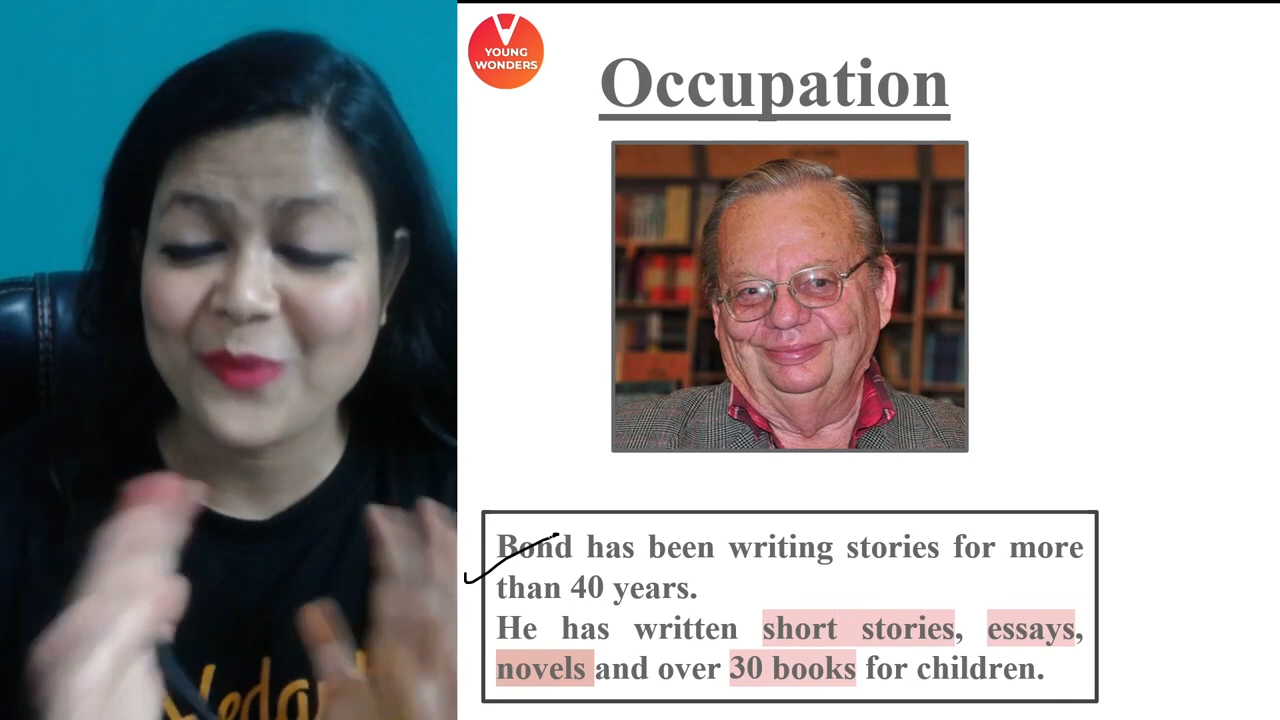 YOUNG
WONDERS
Occupation
Bond has been writing stories for more
than 40 years.
He has written short stories, essays,
novels and over 30 books for children.